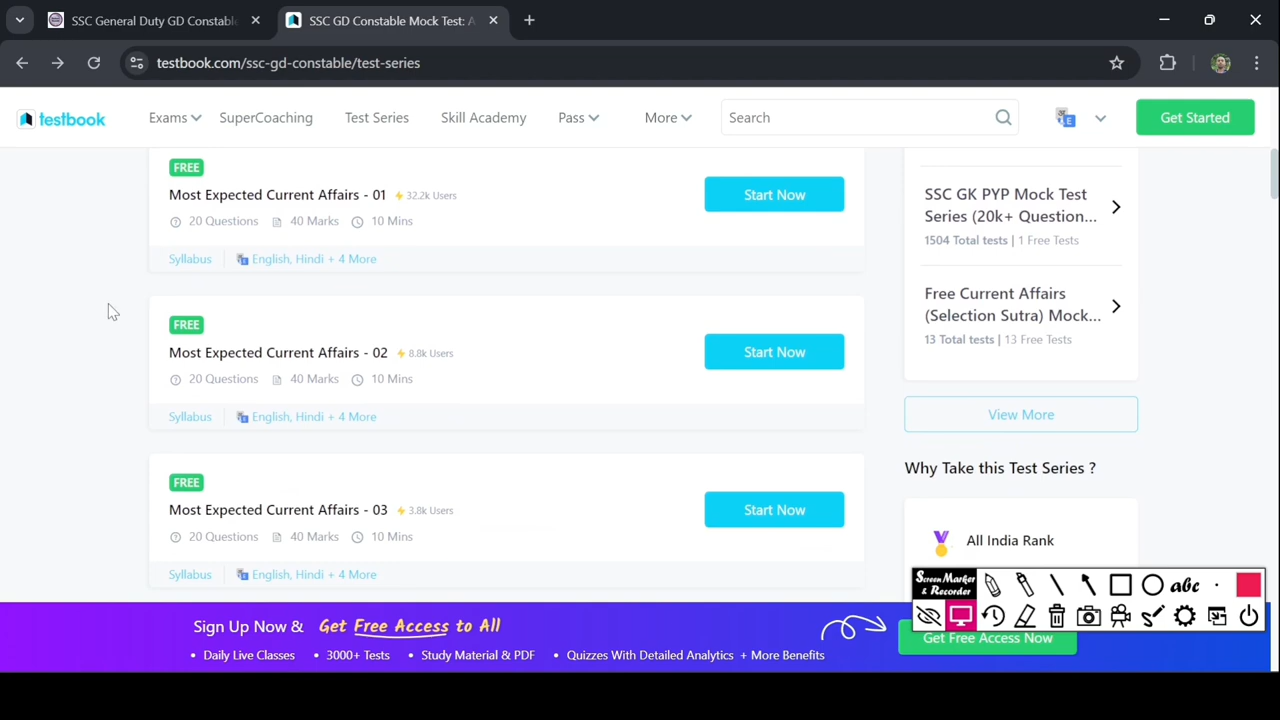 SSC General Duty GD Constable
SSC GD Constable Mock Test: A
testbook.com/ssc-gd-constable/test-series
testbook
Exams
SuperCoaching
Test Series
Skill Academy
Pass
More
Search
Get Started
FREE
Most Expected Current Affairs - 01 32.2k Users
20 Questions 40 Marks 10 Mins
Start Now
Syllabus English, Hindi + 4 More
FREE
Most Expected Current Affairs - 02 8.8k Users
20 Questions 40 Marks 10 Mins
Start Now
Syllabus English, Hindi + 4 More
FREE
Most Expected Current Affairs - 03 3.8k Users
20 Questions 40 Marks 10 Mins
Start Now
Syllabus English, Hindi + 4 More
SSC GK PYP Mock Test
Series (20k+ Question...
1504 Total tests | 1 Free Tests
Free Current Affairs
(Selection Sutra) Mock...
13 Total tests | 13 Free Tests
View More
Why Take this Test Series ?
All India Rank
Screen Marker
& Recorder
abc
Sign Up Now & Get Free Access to All
• Daily Live Classes • 3000+ Tests • Study Material & PDF • Quizzes With Detailed Analytics + More Benefits
Get Free Access Now